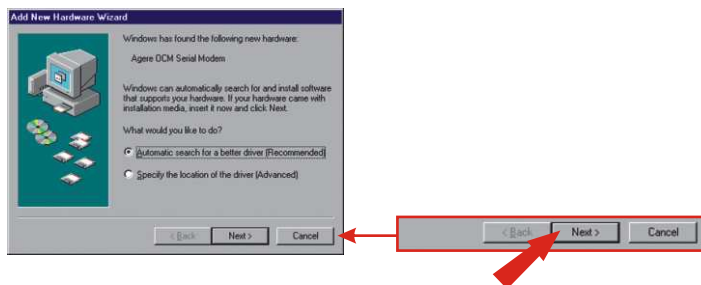 Add New Hardware Wizard
Windows has found the following new hardware:
Agere OCM Serial Modem
Windows can automatically search for and install software
that supports your hardware. If your hardware came with
installation media, insert it now and click Next.
What would you like to do?
Automatic search for a better driver (Recommended)
Specify the location of the driver (Advanced)
< Back Next > Cancel
< Back Next > Cancel